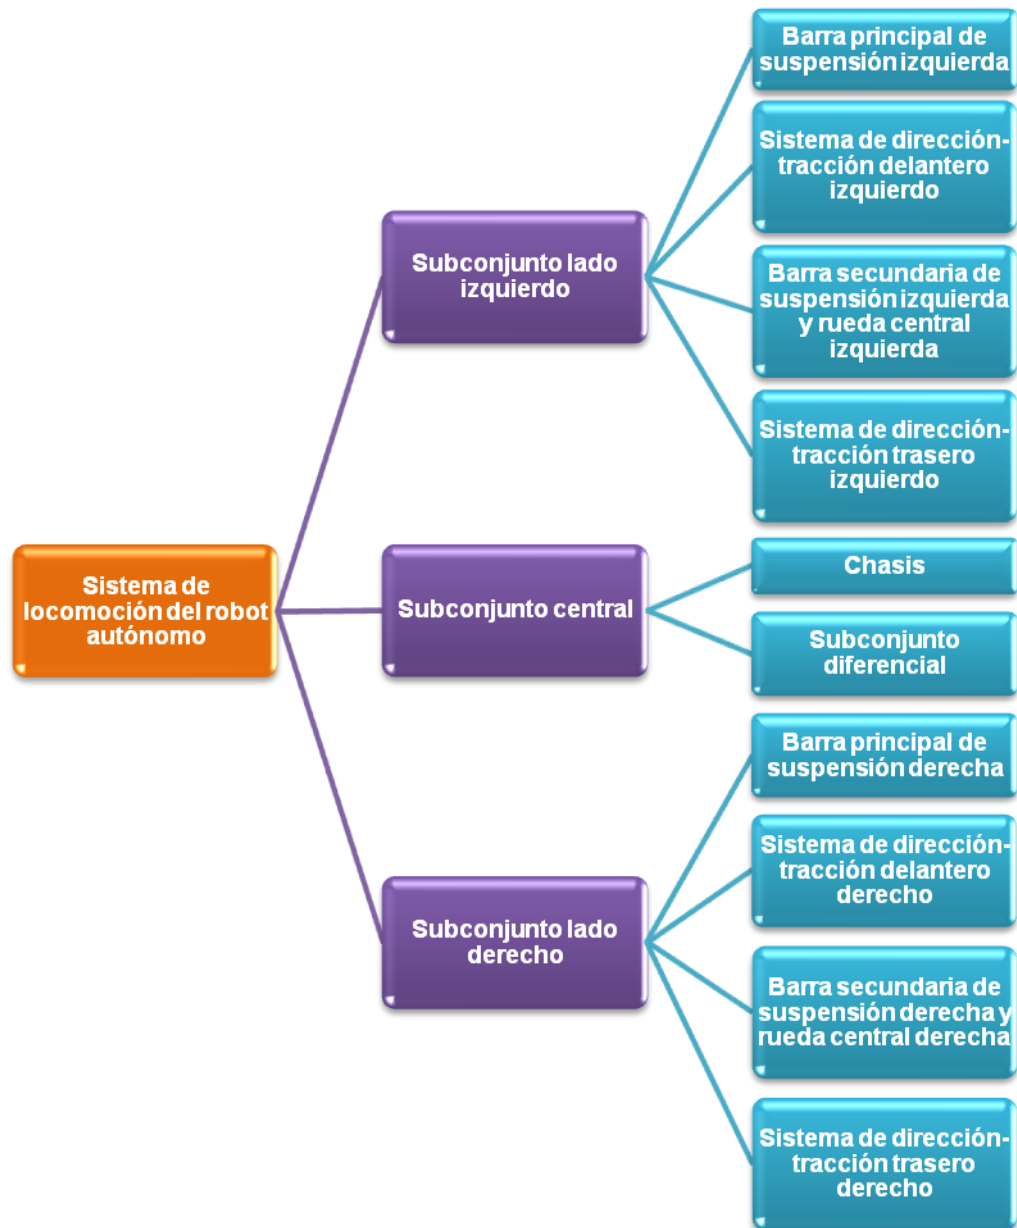 Sistema de
locomoción del robot
autónomo
Subconjunto lado
izquierdo
Barra principal de
suspensión izquierda
Sistema de dirección-
tracción delantero
izquierdo
Barra secundaria de
suspensión izquierda
y rueda central
izquierda
Sistema de dirección-
tracción trasero
izquierdo
Subconjunto central
Chasis
Subconjunto
diferencial
Subconjunto lado
derecho
Barra principal de
suspensión derecha
Sistema de dirección-
tracción delantero
derecho
Barra secundaria de
suspensión derecha y
rueda central derecha
Sistema de dirección-
tracción trasero
derecho